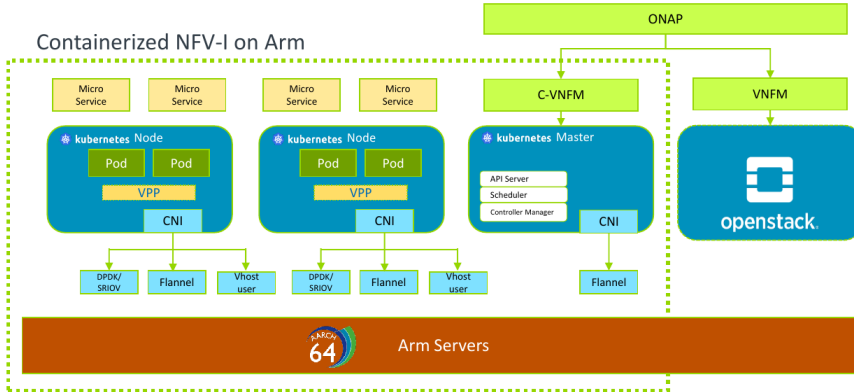 ONAP
Containerized NFV-I on Arm
Micro
Service
Micro
Service
Micro
Service
Micro
Service
C-VNFM
VNFM
kubernetes Node
kubernetes Node
kubernetes Master
Pod
Pod
Pod
Pod
API Server
VPP
VPP
Scheduler
Controller Manager
CNI
CNI
CNI
openstack.
DPDK/
SRIOV
Flannel
Vhost
user
DPDK/
SRIOV
Flannel
Vhost
user
Flannel
AARCH
64
Arm Servers